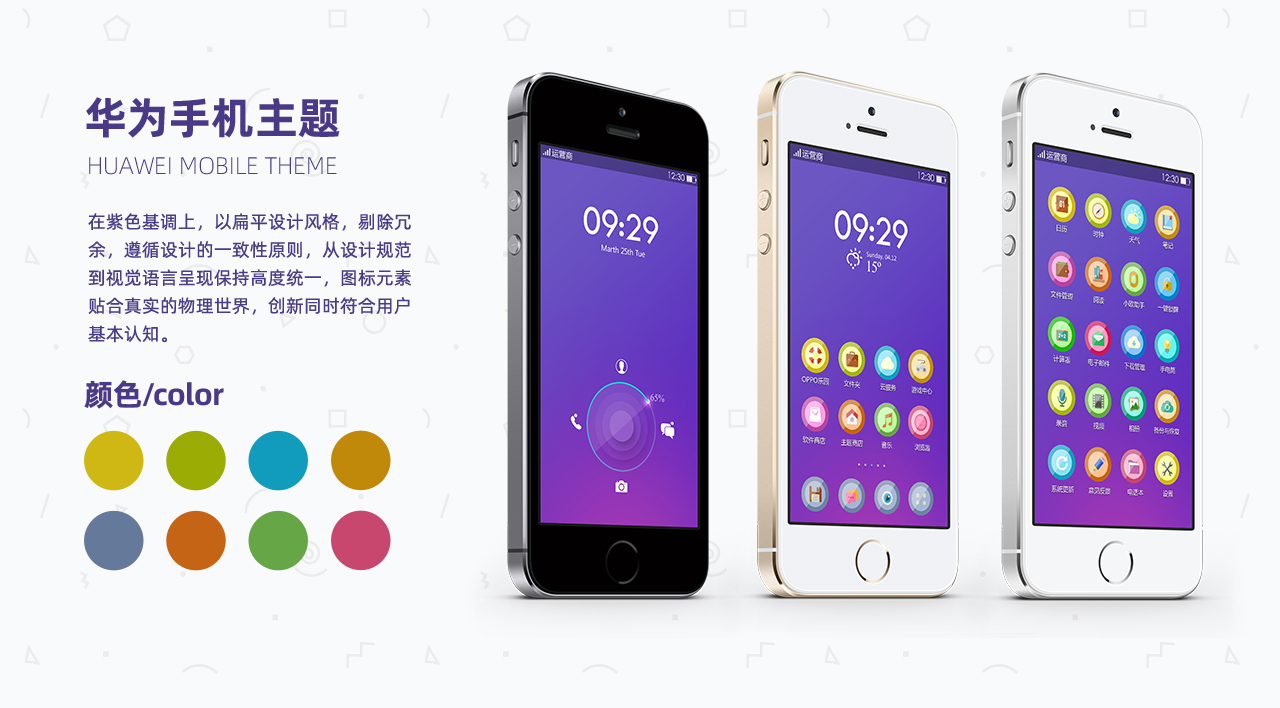 华为手机主题
HUAWEI MOBILE THEME
在紫色基调上，以扁平设计风格，剔除冗
余，遵循设计的一致性原则，从设计规范
到视觉语言呈现保持高度统一，图标元素
贴合真实的物理世界，创新同时符合用户
基本认知。
颜色/color
运营商
12:30
09:29
Marth 25th Tue
65%
运营商
12:30
09:29
Sunday, 04.12
15°
OPPO乐园 文件夹 云服务 游戏中心
软件商店 主题商店 音乐 浏览器
运营商
12:30
01
日历 时钟 天气 笔记
文件管理 阅读 小欧助手
计算器 电子邮件 下载管理 手电筒
录音 视频 相册 备份与恢复
系统更新 意见反馈 电话本 设置